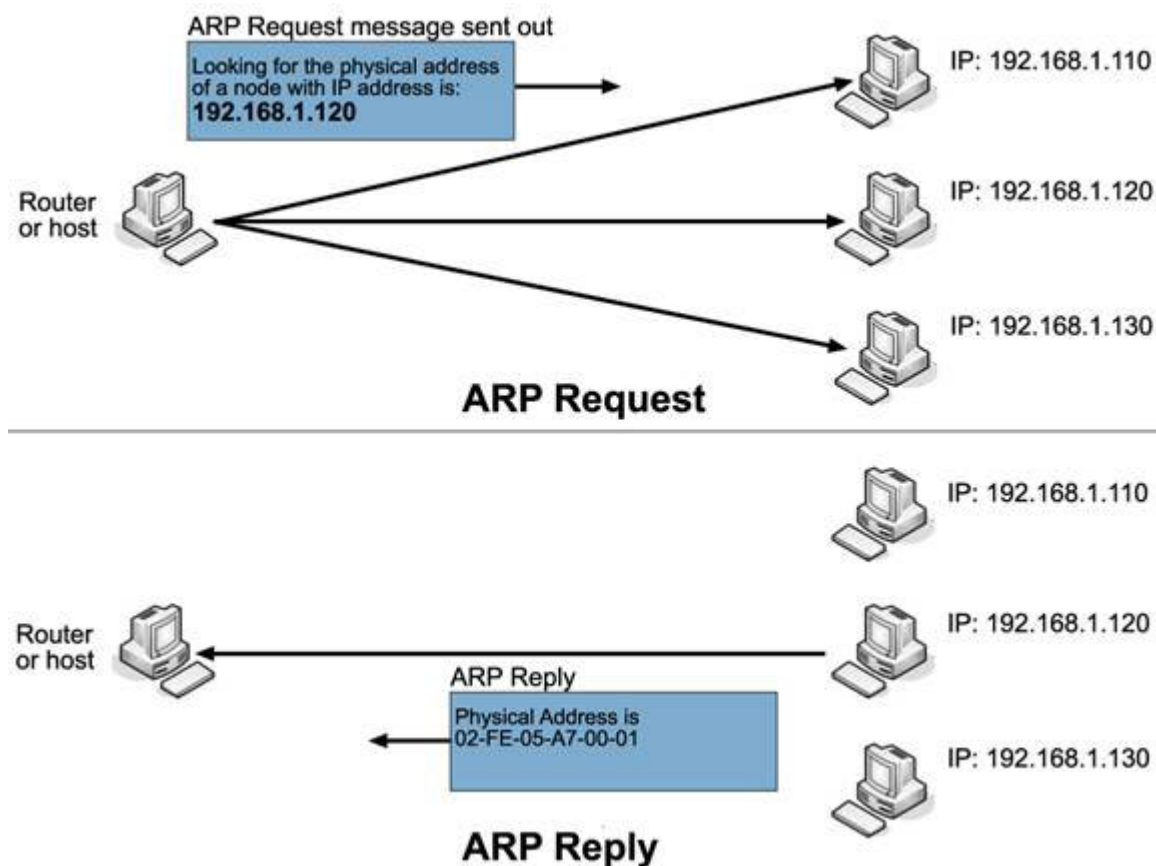 ARP Request message sent out
Looking for the physical address
of a node with IP address is:
192.168.1.120
IP: 192.168.1.110
Router
or host
IP: 192.168.1.120
IP: 192.168.1.130
ARP Request
IP: 192.168.1.110
Router
or host
IP: 192.168.1.120
ARP Reply
Physical Address is
02-FE-05-A7-00-01
IP: 192.168.1.130
ARP Reply